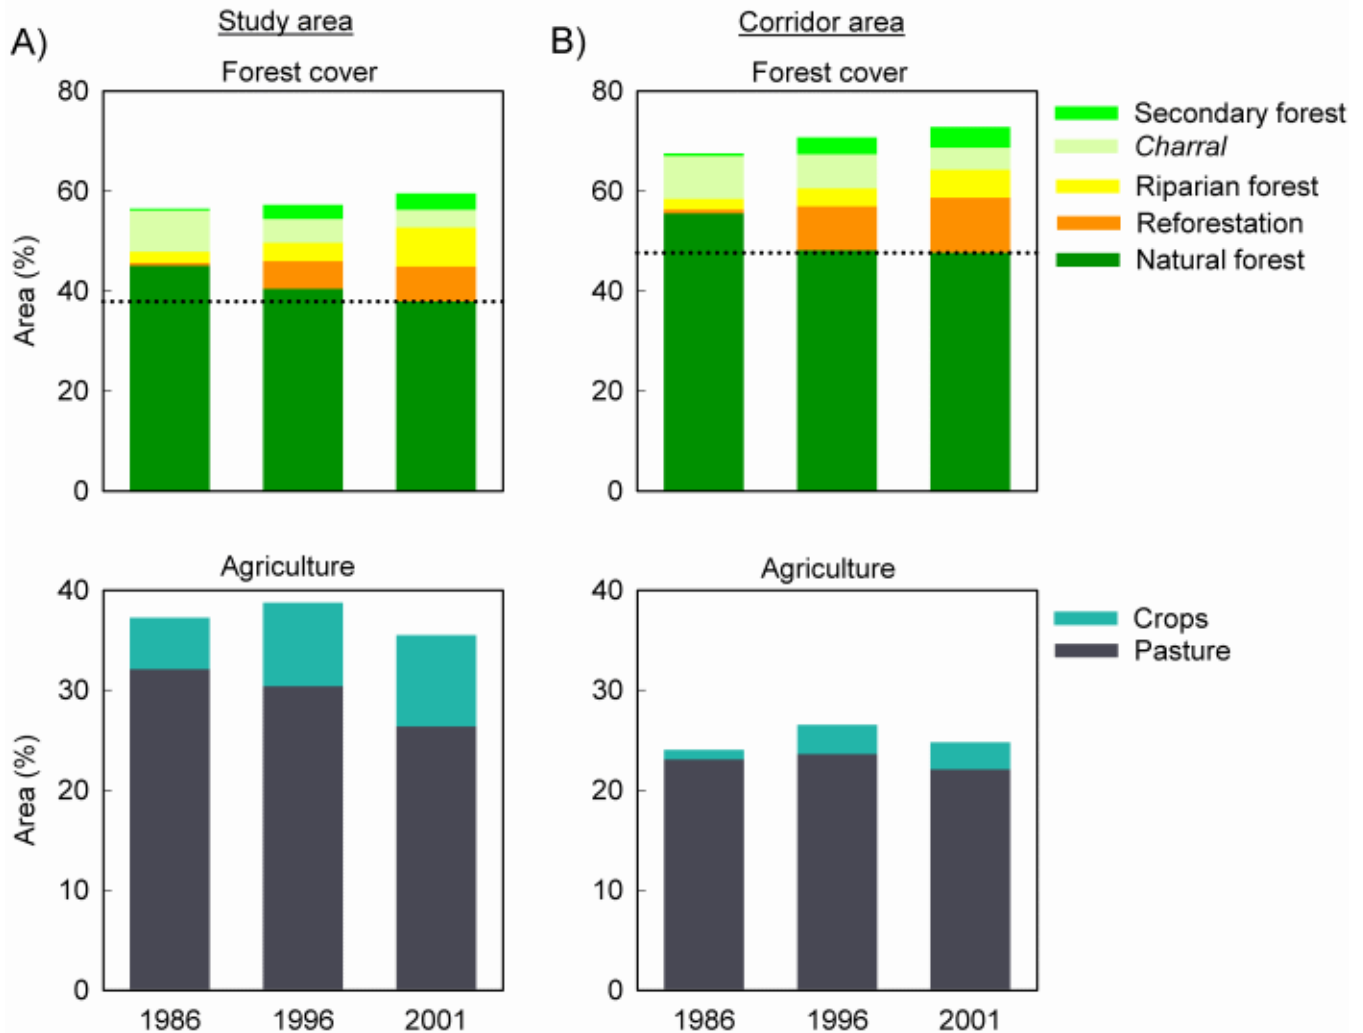 A)
Study area
Forest cover
80
60
40
20
0
Area (%)
B)
Corridor area
Forest cover
80
60
40
20
0
Secondary forest
Charral
Riparian forest
Reforestation
Natural forest
Agriculture
40
30
20
10
0
Area (%)
1986 1996 2001
Agriculture
40
30
20
10
0
1986 1996 2001
Crops
Pasture